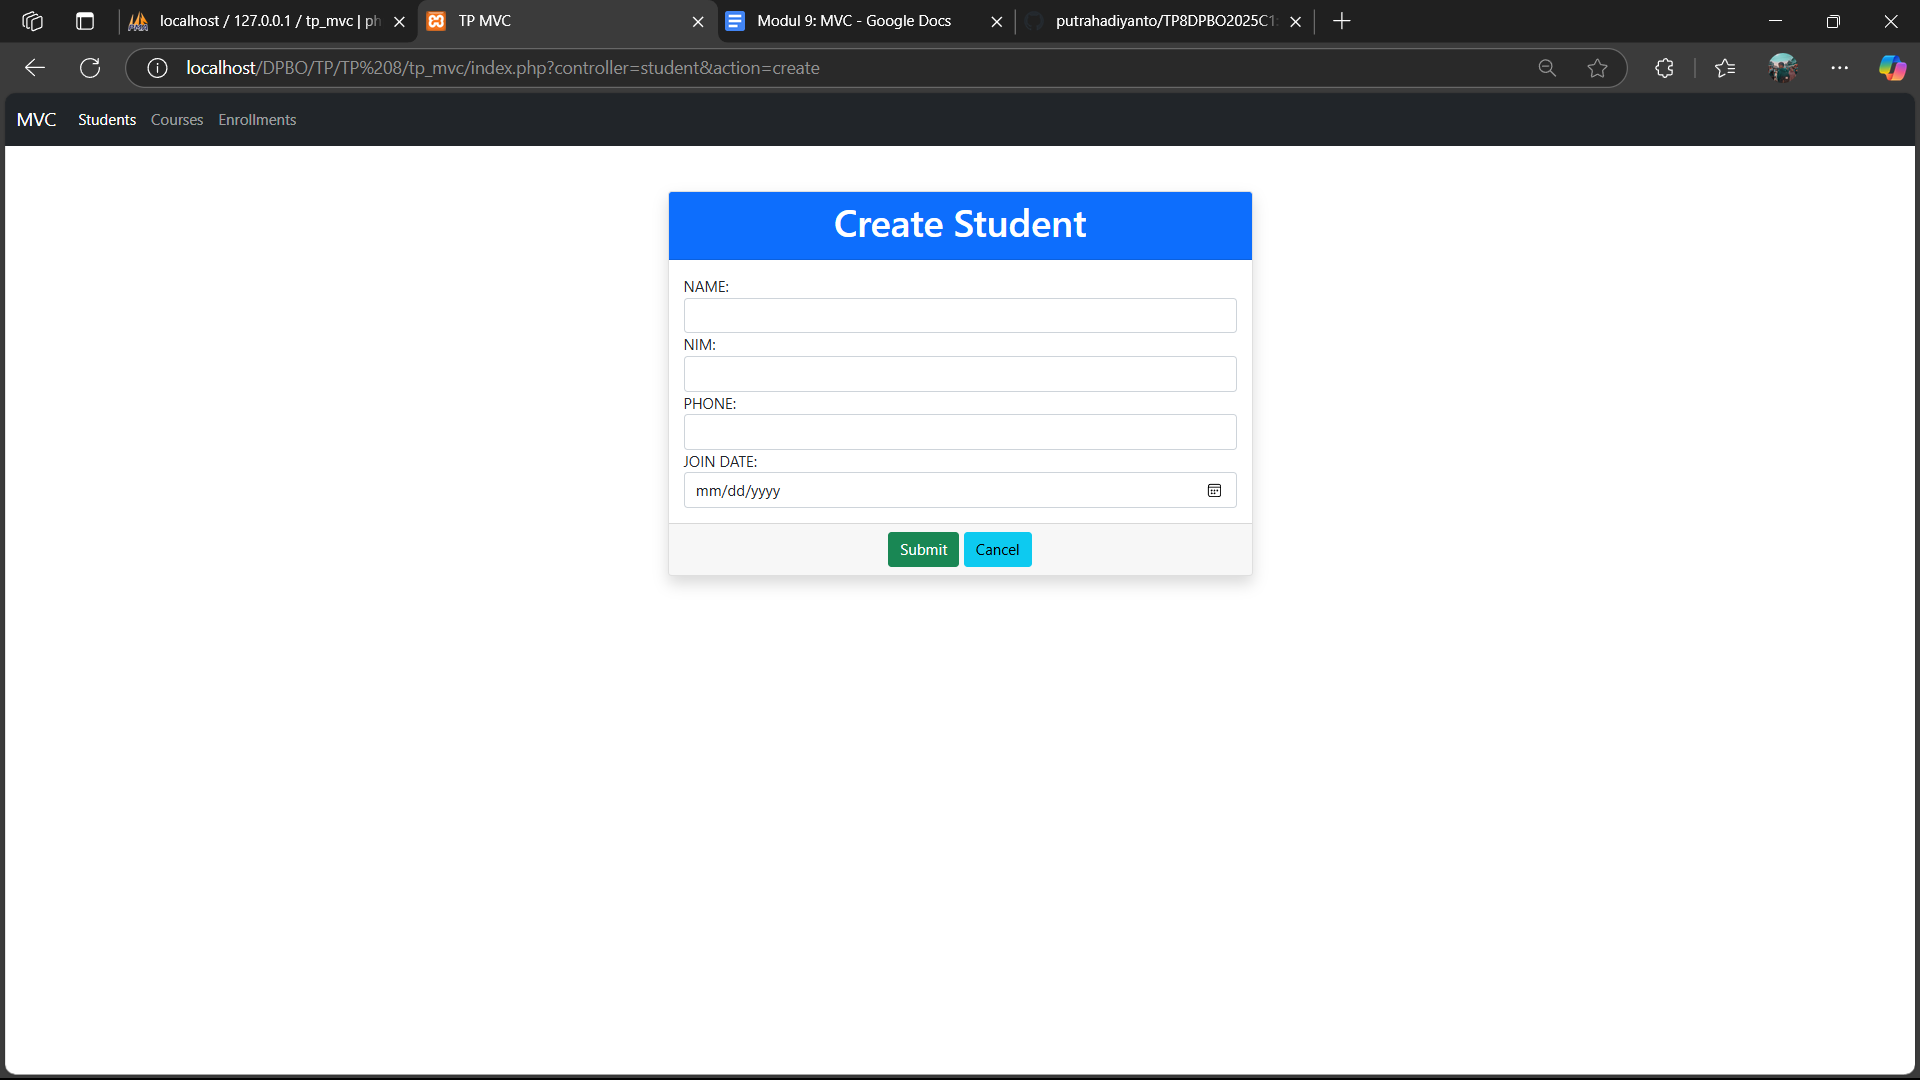 localhost / 127.0.0.1 / tp_mvc | ph
TP MVC
Modul 9: MVC - Google Docs
putrahadiyanto/TP8DPBO2025C1
localhost/DPBO/TP/TP%208/tp_mvc/index.php?controller=student&action=create
MVC Students Courses Enrollments
Create Student
NAME:
NIM:
PHONE:
JOIN DATE:
mm/dd/yyyy
Submit Cancel